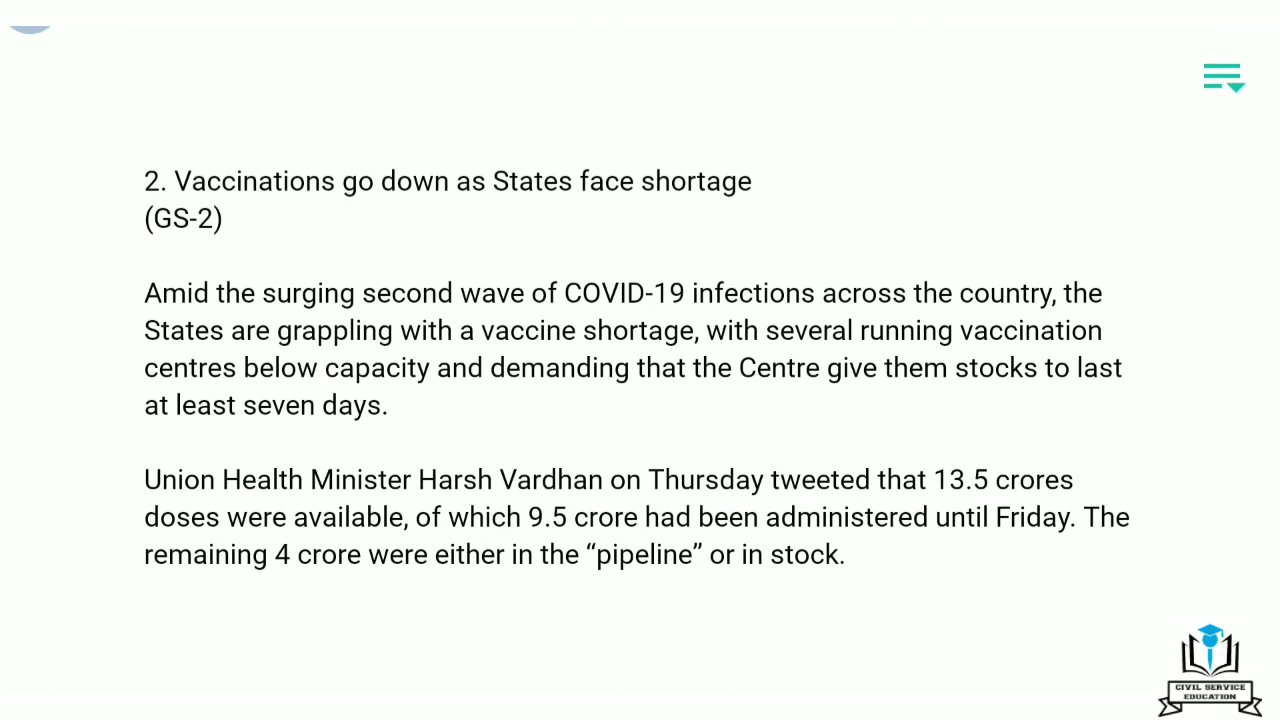 2. Vaccinations go down as States face shortage
(GS-2)
Amid the surging second wave of COVID-19 infections across the country, the
States are grappling with a vaccine shortage, with several running vaccination
centres below capacity and demanding that the Centre give them stocks to last
at least seven days.
Union Health Minister Harsh Vardhan on Thursday tweeted that 13.5 crores
doses were available, of which 9.5 crore had been administered until Friday. The
remaining 4 crore were either in the “pipeline” or in stock.
CIVIL SERVICE
EDUCATION